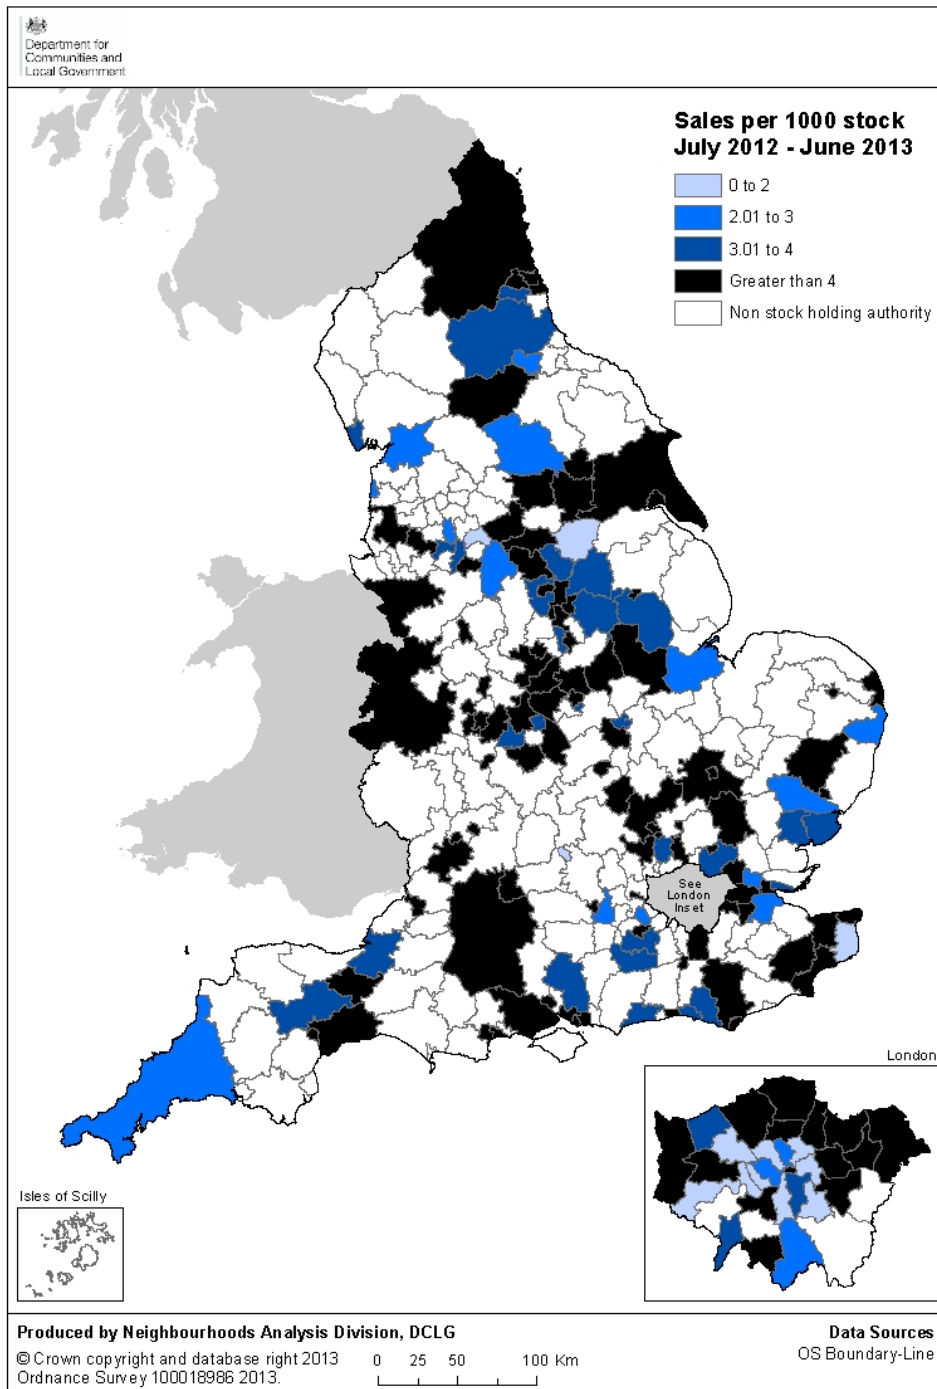 Department for
Communities and
Local Government
Sales per 1000 stock
July 2012 - June 2013
0 to 2
2.01 to 3
3.01 to 4
Greater than 4
Non stock holding authority
See
London
Inset
London
Isles of Scilly
Produced by Neighbourhoods Analysis Division, DCLG
© Crown copyright and database right 2013
Ordnance Survey 100018986 2013.
0 25 50 100 Km
Data Sources
OS Boundary-Line